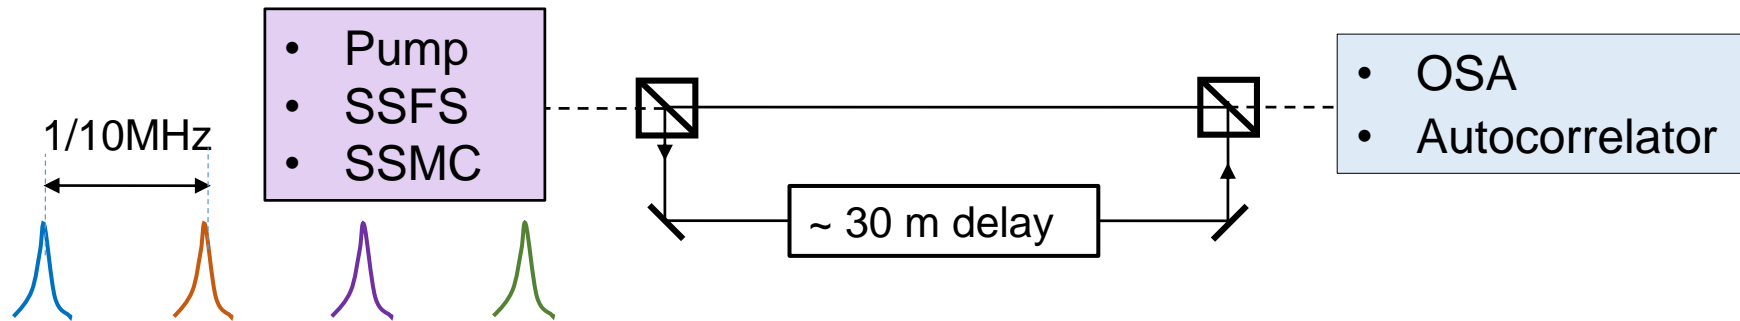 1/10MHz
• Pump
• SSFS
• SSMC
~ 30 m delay
• OSA
• Autocorrelator